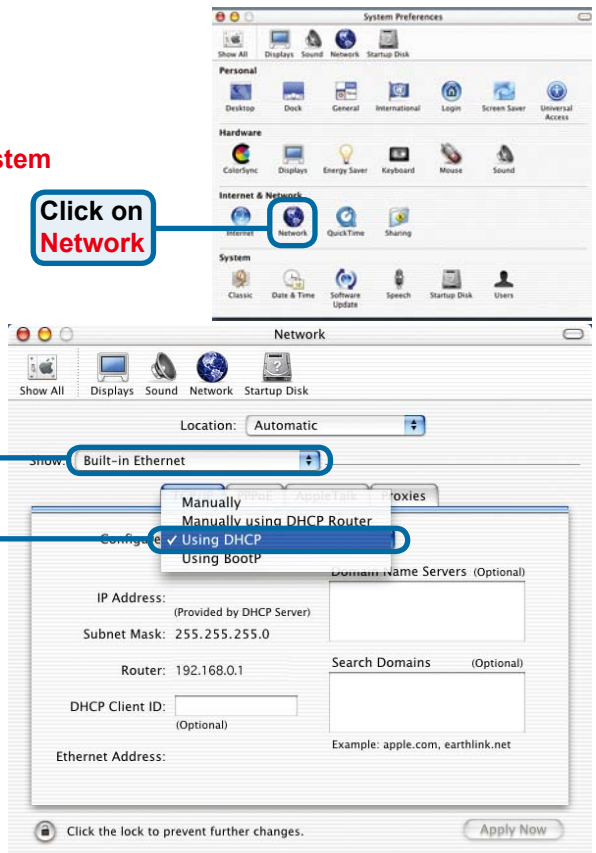 System Preferences
Show All Displays Sound Network Startup Disk
Personal
Desktop Dock General International Login Screen Saver Universal Access
stem
Hardware
ColorSync Displays Energy Saver Keyboard Mouse Sound
Click on
Network
Internet & Network
Internet Network QuickTime Sharing
System
Classic Date & Time Software Update Speech Startup Disk Users
Network
Show All Displays Sound Network Startup Disk
Location: Automatic
Show: Built-in Ethernet
PPPoE AppleTalk Proxies
Manually
Manually using DHCP Router
Configure ✓ Using DHCP
Using BootP
Domain Name Servers (Optional)
IP Address:
(Provided by DHCP Server)
Subnet Mask: 255.255.255.0
Router: 192.168.0.1
Search Domains (Optional)
DHCP Client ID:
(Optional)
Example: apple.com, earthlink.net
Ethernet Address:
Click the lock to prevent further changes.
Apply Now